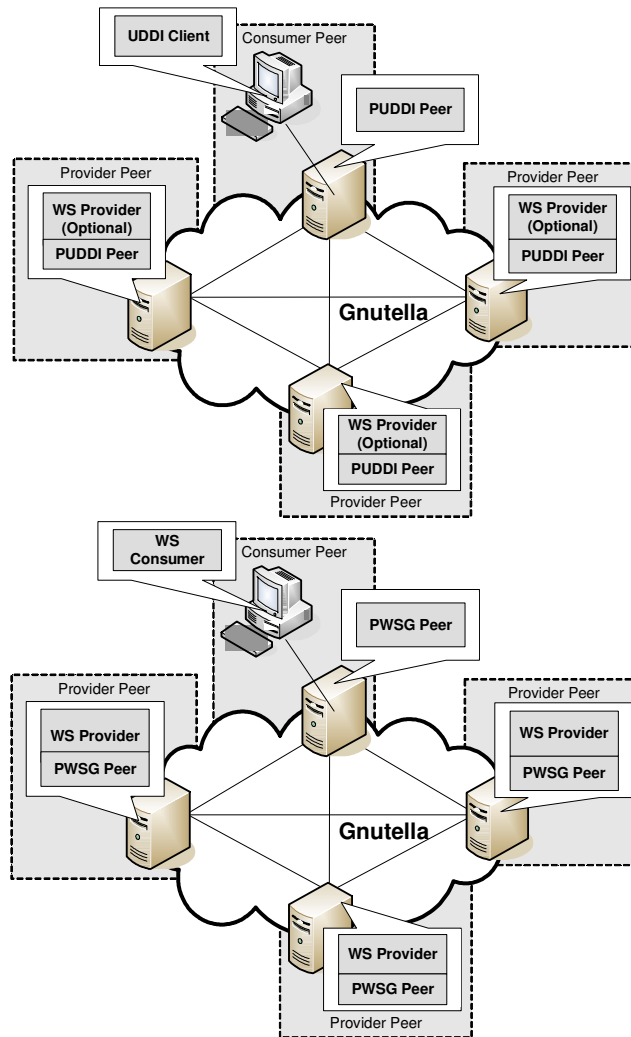 UDDI Client
Consumer Peer
PUDDI Peer
Provider Peer
WS Provider
(Optional)
PUDDI Peer
Provider Peer
WS Provider
(Optional)
PUDDI Peer
Gnutella
WS Provider
(Optional)
PUDDI Peer
Provider Peer
WS
Consumer
Consumer Peer
PWSG Peer
Provider Peer
WS Provider
PWSG Peer
Provider Peer
WS Provider
PWSG Peer
Gnutella
WS Provider
PWSG Peer
Provider Peer